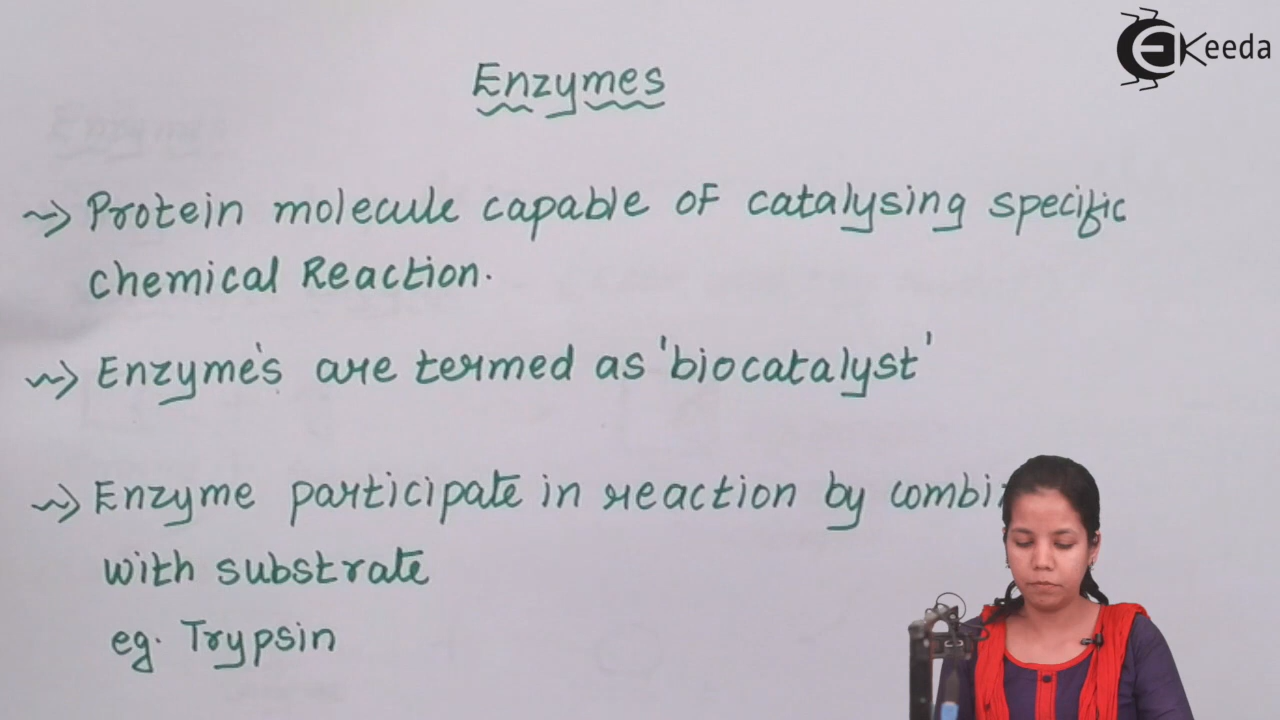 Ekeeda
Enzymes
Protein molecule capable of catalysing specific
chemical Reaction.
Enzyme's are termed as 'biocatalyst'
Enzyme participate in reaction by
with substrate
eg. Trypsin